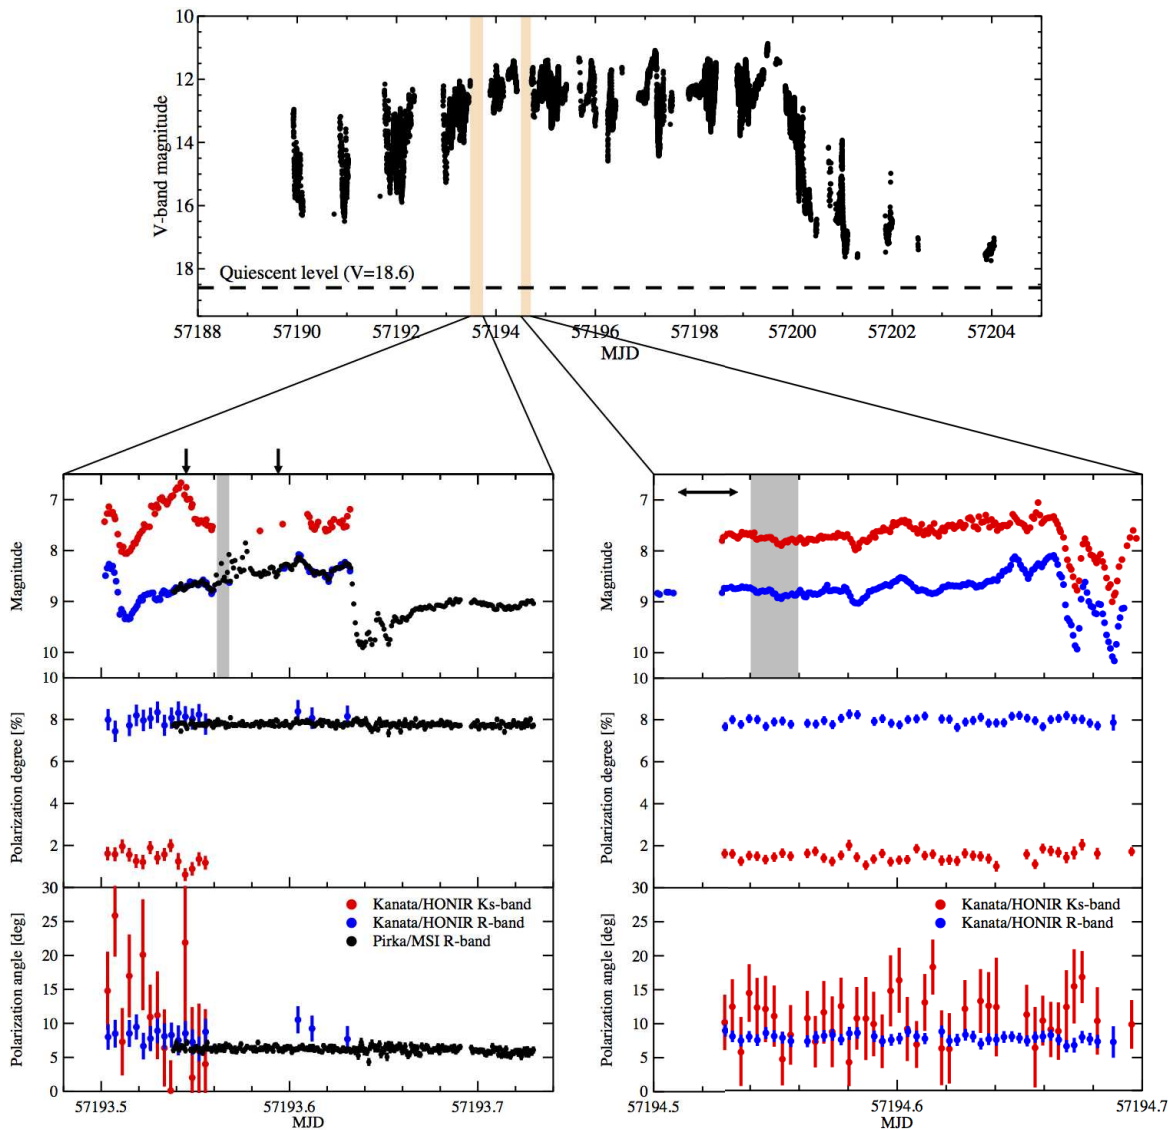 10
12
14
16
18
V-band magnitude
Quiescent level (V=18.6)
57188 57190 57192 57194 57196 57198 57200 57202 57204
MJD
7
8
9
10
Magnitude
7
8
9
10
Magnitude
8
6
4
2
Polarization degree [%]
8
6
4
2
0
Polarization degree [%]
30
25
20
15
10
5
0
Polarization angle [deg]
Kanata/HONIR Ks-band
Kanata/HONIR R-band
Pirka/MSI R-band
25
20
15
10
5
0
Polarization angle [deg]
Kanata/HONIR Ks-band
Kanata/HONIR R-band
57193.5 57193.6 57193.7
MJD
57194.5 57194.6 57194.7
MJD